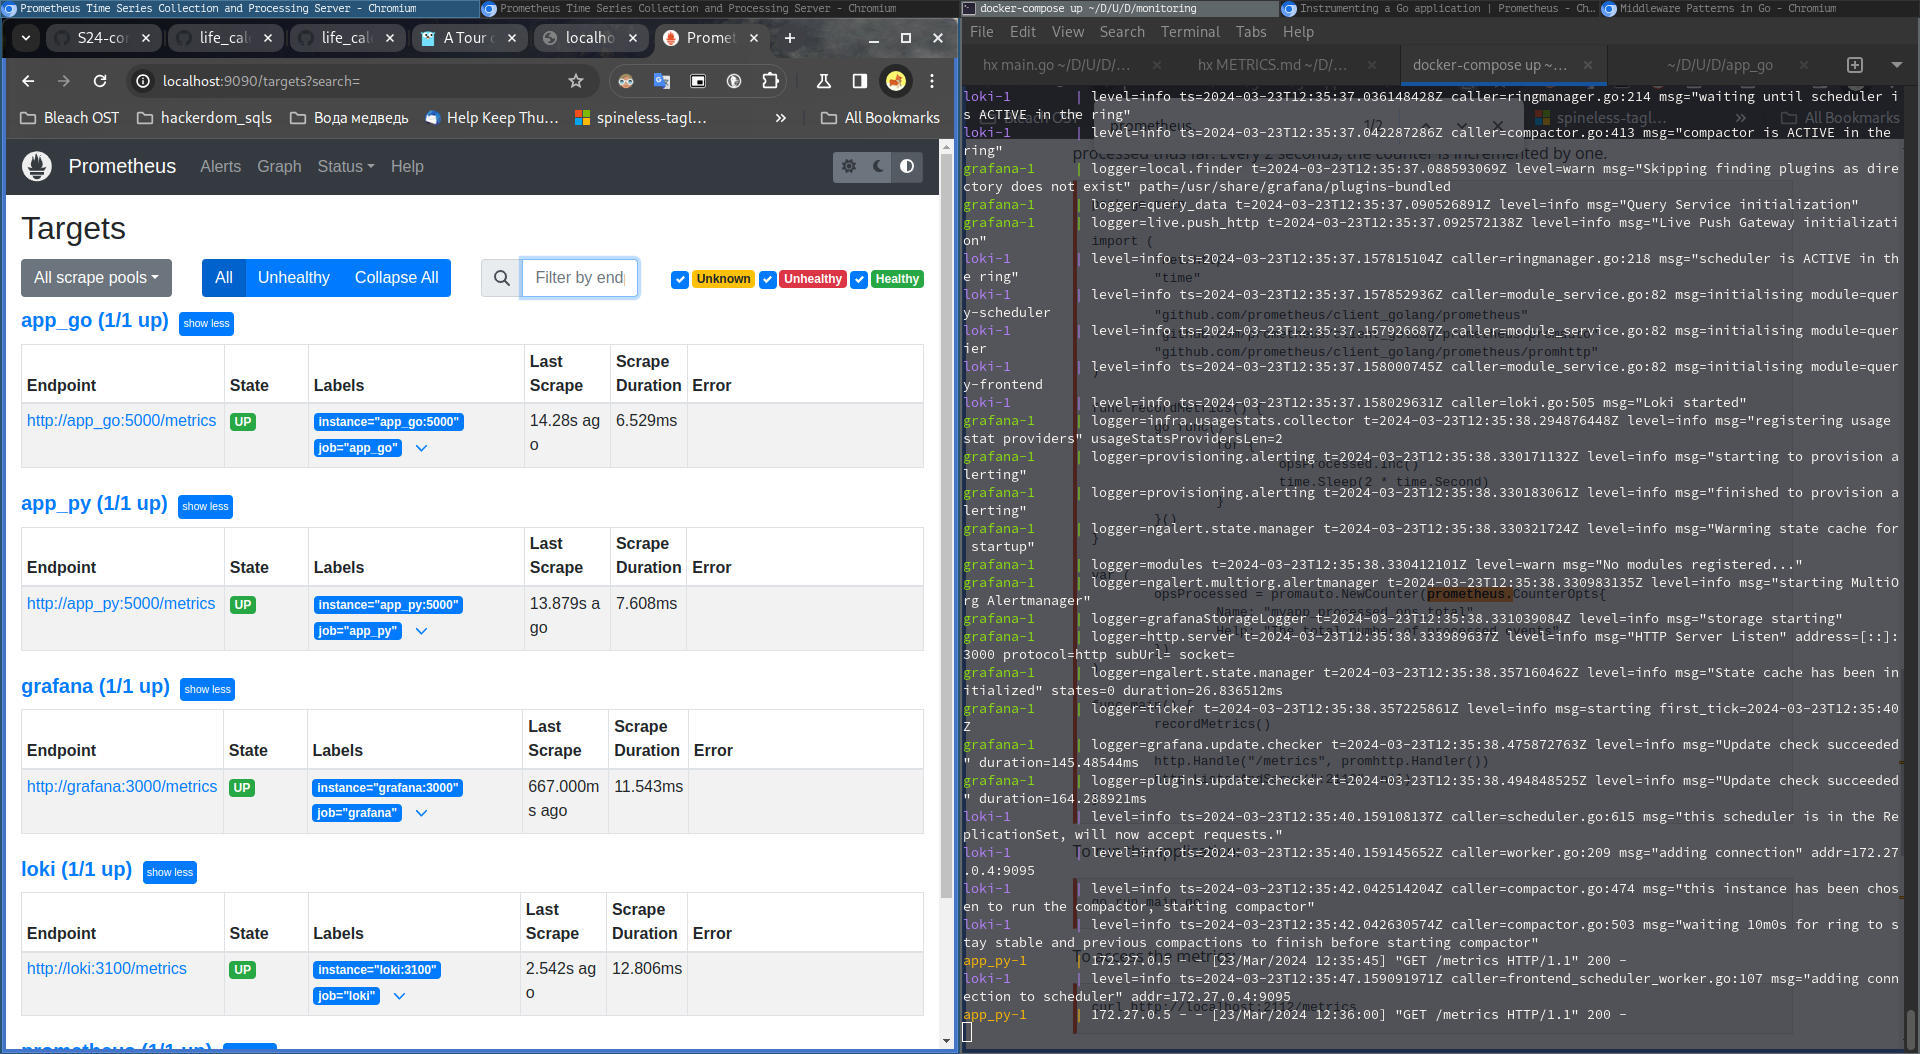 Prometheus Time Series Collection and Processing Server - Chromium
Prometheus Time Series Collection and Processing Server - Chromium
docker-compose up ~/D/U/D/monitoring
Instrumenting a Go application | Prometheus - Ch...
Middleware Patterns in Go - Chromium
S24-co
life_cal
life_cal
A Tour
localho
Promet
File Edit View Search Terminal Tabs Help
localhost:9090/targets?search=
hx main.go ~/D/U/D/...
hx METRICS.md ~/D/...
docker-compose up ~...
~/D/U/D/app_go
Bleach OST
hackerdom_sqls
Вода медведь
Help Keep Thu...
spineless-tagl...
»
All Bookmarks
Prometheus
Alerts
Graph
Status
Help
Targets
All scrape pools
All
Unhealthy
Collapse All
Filter by endp
Unknown
Unhealthy
Healthy
app_go (1/1 up) show less
Endpoint State Labels Last Scrape Scrape Duration Error
http://app_go:5000/metrics UP instance="app_go:5000" 14.28s ag 6.529ms
job="app_go" o
app_py (1/1 up) show less
Endpoint State Labels Last Scrape Scrape Duration Error
http://app_py:5000/metrics UP instance="app_py:5000" 13.879s a 7.608ms
job="app_py" go
grafana (1/1 up) show less
Endpoint State Labels Last Scrape Scrape Duration Error
http://grafana:3000/metrics UP instance="grafana:3000" 667.000m 11.543ms
job="grafana" s ago
loki (1/1 up) show less
Endpoint State Labels Last Scrape Scrape Duration Error
http://loki:3100/metrics UP instance="loki:3100" 2.542s ag 12.806ms
job="loki" o
prometheus (1/1 up)
loki-1 | level=info ts=2024-03-23T12:35:37.036148428Z caller=ringmanager.go:214 msg="waiting until scheduler i
s ACTIVE in the ring"
loki-1 | level=info ts=2024-03-23T12:35:37.042287286Z caller=compactor.go:413 msg="compactor is ACTIVE in the
ring"
grafana-1 | logger=local.finder t=2024-03-23T12:35:37.088593069Z level=warn msg="Skipping finding plugins as dire
ctory does not exist" path=/usr/share/grafana/plugins-bundled
grafana-1 | logger=query_data t=2024-03-23T12:35:37.090526891Z level=info msg="Query Service initialization"
grafana-1 | logger=live.push_http t=2024-03-23T12:35:37.092572138Z level=info msg="Live Push Gateway initializati
on"
loki-1 | level=info ts=2024-03-23T12:35:37.157815104Z caller=ringmanager.go:218 msg="scheduler is ACTIVE in th
e ring"
loki-1 | level=info ts=2024-03-23T12:35:37.157852936Z caller=module_service.go:82 msg=initialising module=quer
y-scheduler
loki-1 | level=info ts=2024-03-23T12:35:37.157926687Z caller=module_service.go:82 msg=initialising module=quer
ier
loki-1 | level=info ts=2024-03-23T12:35:37.158000745Z caller=module_service.go:82 msg=initialising module=quer
y-frontend
loki-1 | level=info ts=2024-03-23T12:35:37.158029631Z caller=loki.go:505 msg="Loki started"
grafana-1 | logger=infra.usagestats.collector t=2024-03-23T12:35:38.294876448Z level=info msg="registering usage
stat providers" usageStatsProvidersLen=2
grafana-1 | logger=provisioning.alerting t=2024-03-23T12:35:38.330171132Z level=info msg="starting to provision a
lerting"
grafana-1 | logger=provisioning.alerting t=2024-03-23T12:35:38.330183061Z level=info msg="finished to provision a
lerting"
grafana-1 | logger=ngalert.state.manager t=2024-03-23T12:35:38.330321724Z level=info msg="Warming state cache for
startup"
grafana-1 | logger=modules t=2024-03-23T12:35:38.330412101Z level=warn msg="No modules registered..."
grafana-1 | logger=ngalert.multiorg.alertmanager t=2024-03-23T12:35:38.330983135Z level=info msg="starting MultiO
rg Alertmanager"
grafana-1 | logger=grafanaStorageLogger t=2024-03-23T12:35:38.331039084Z level=info msg="storage starting"
grafana-1 | logger=http.server t=2024-03-23T12:35:38.333989637Z level=info msg="HTTP Server Listen" address=[::]:
3000 protocol=http subUrl= socket=
grafana-1 | logger=ngalert.state.manager t=2024-03-23T12:35:38.357160462Z level=info msg="State cache has been in
itialized" states=0 duration=26.836512ms
grafana-1 | logger=ticker t=2024-03-23T12:35:38.357225861Z level=info msg=starting first_tick=2024-03-23T12:35:40
Z
grafana-1 | logger=grafana.update.checker t=2024-03-23T12:35:38.475872763Z level=info msg="Update check succeeded
" duration=145.48544ms
grafana-1 | logger=plugins.update.checker t=2024-03-23T12:35:38.494848525Z level=info msg="Update check succeeded
" duration=164.288921ms
loki-1 | level=info ts=2024-03-23T12:35:40.159108137Z caller=scheduler.go:615 msg="this scheduler is in the Re
plicationSet, will now accept requests."
loki-1 | level=info ts=2024-03-23T12:35:40.159145652Z caller=worker.go:209 msg="adding connection" addr=172.27
.0.4:9095
loki-1 | level=info ts=2024-03-23T12:35:42.042514204Z caller=compactor.go:474 msg="this instance has been chos
en to run the compactor, starting compactor"
loki-1 | level=info ts=2024-03-23T12:35:42.042630574Z caller=compactor.go:503 msg="waiting 10m0s for ring to s
tay stable and previous compactions to finish before starting compactor"
app_py-1 | 172.27.0.5 - - [23/Mar/2024 12:35:45] "GET /metrics HTTP/1.1" 200 -
loki-1 | level=info ts=2024-03-23T12:35:47.159091971Z caller=frontend_scheduler_worker.go:107 msg="adding conn
ection to scheduler" addr=172.27.0.4:9095
app_py-1 | 172.27.0.5 - - [23/Mar/2024 12:36:00] "GET /metrics HTTP/1.1" 200 -